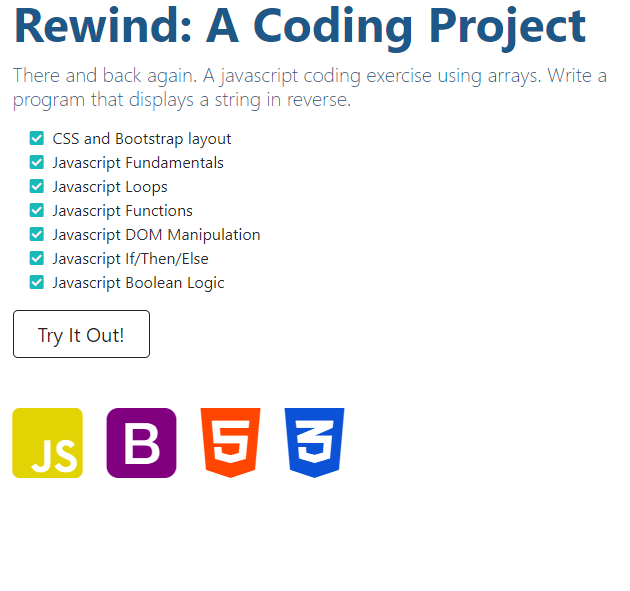 Rewind: A Coding Project
There and back again. A javascript coding exercise using arrays. Write a
program that displays a string in reverse.
CSS and Bootstrap layout
Javascript Fundamentals
Javascript Loops
Javascript Functions
Javascript DOM Manipulation
Javascript If/Then/Else
Javascript Boolean Logic
Try It Out!
JS B 5 3